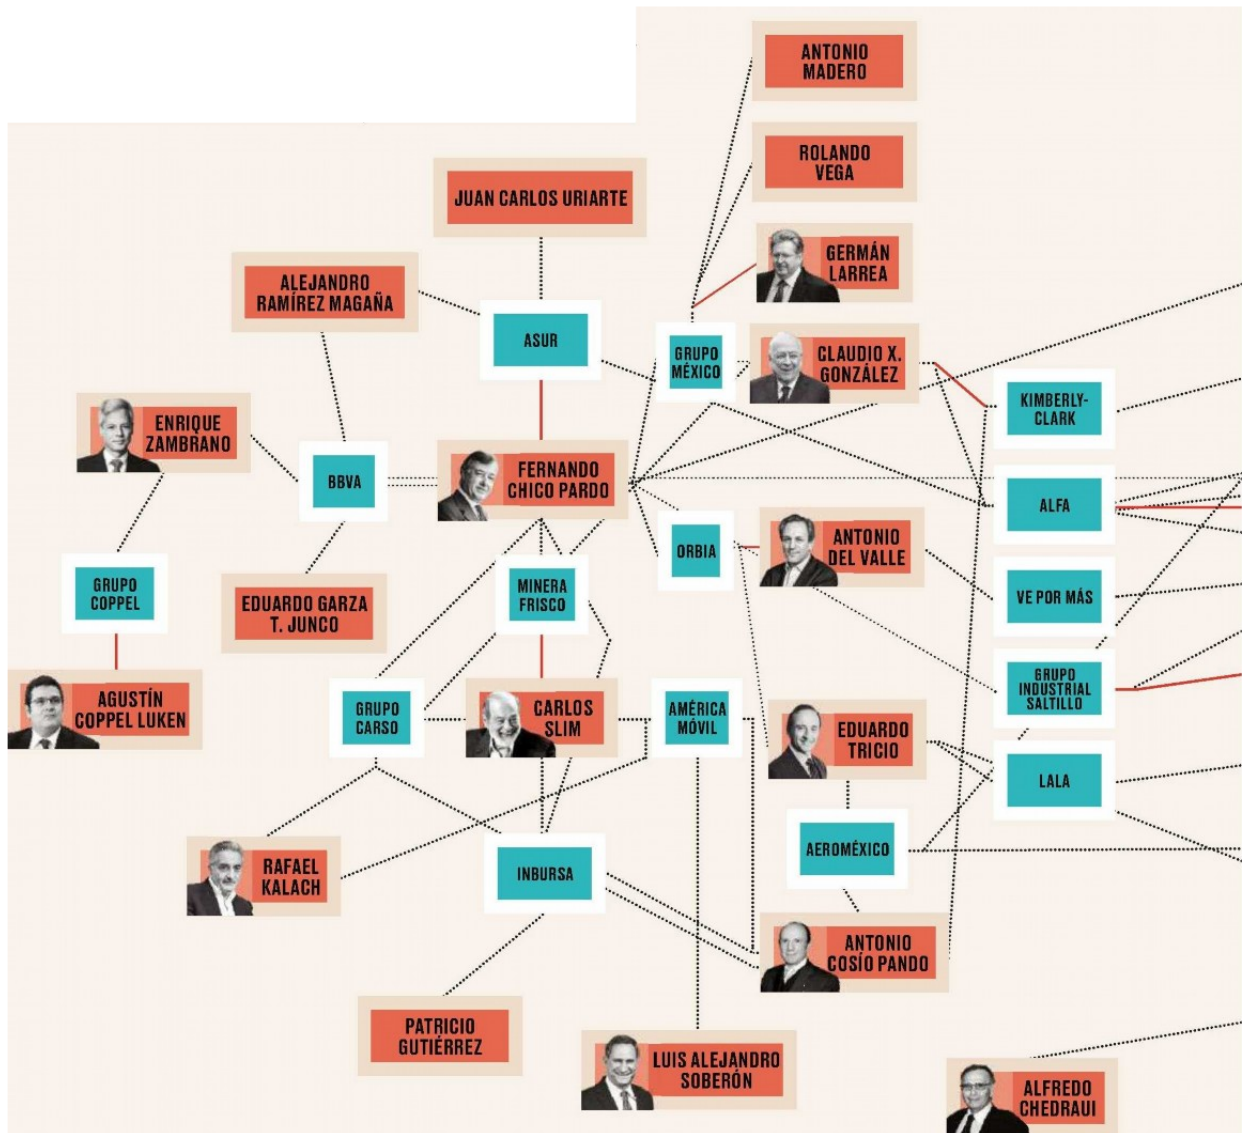 ANTONIO
MADERO
ROLANDO
VEGA
JUAN CARLOS URIARTE
GERMÁN
LARREA
ALEJANDRO
RAMÍREZ MAGAÑA
ASUR
GRUPO
MÉXICO
CLAUDIO X.
GONZÁLEZ
KIMBERLY-
CLARK
ENRIQUE
ZAMBRANO
BBVA
FERNANDO
CHICO PARDO
ALFA
ORBIA
ANTONIO
DEL VALLE
GRUPO
COPPEL
EDUARDO GARZA
T. JUNCO
MINERA
FRISCO
VE POR MÁS
AGUSTÍN
COPPEL LUKEN
GRUPO
CARSO
CARLOS
SLIM
AMÉRICA
MÓVIL
EDUARDO
TRICIO
GRUPO
INDUSTRIAL
SALTILLO
LALA
RAFAEL
KALACH
INBURSA
AEROMÉXICO
ANTONIO
COSÍO PANDO
PATRICIO
GUTIÉRREZ
LUIS ALEJANDRO
SOBERÓN
ALFREDO
CHEDRAUI